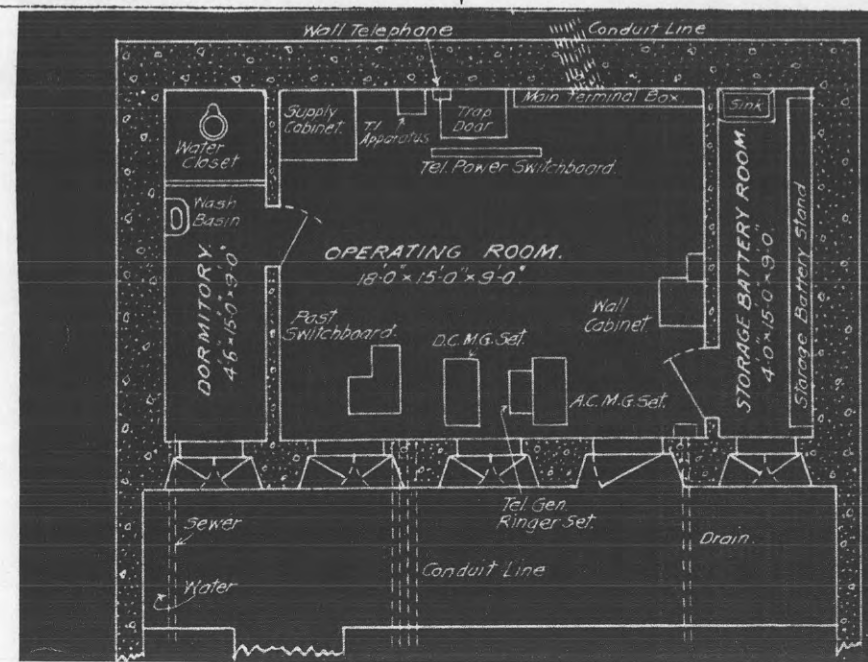 Wall Telephone
Conduit Line
Supply
Cabinet.
T.I.
Apparatus
Trap
Door
Main Terminal Box.
Sink
Water
Closet
Tel. Power Switchboard.
Wash
Basin
DORMITORY.
4'6"×15'0"×9'0"
OPERATING ROOM.
18'0"×15'0"×9'0"
STORAGE BATTERY ROOM.
4'0"×15'0"×9'0"
Storage Battery Stand
Wall
Cabinet
Post
Switchboard.
D.C.M.G. Set.
A.C.M.G. Set.
Tel. Gen.
Ringer Set.
Sewer
Drain.
Conduit Line
Water